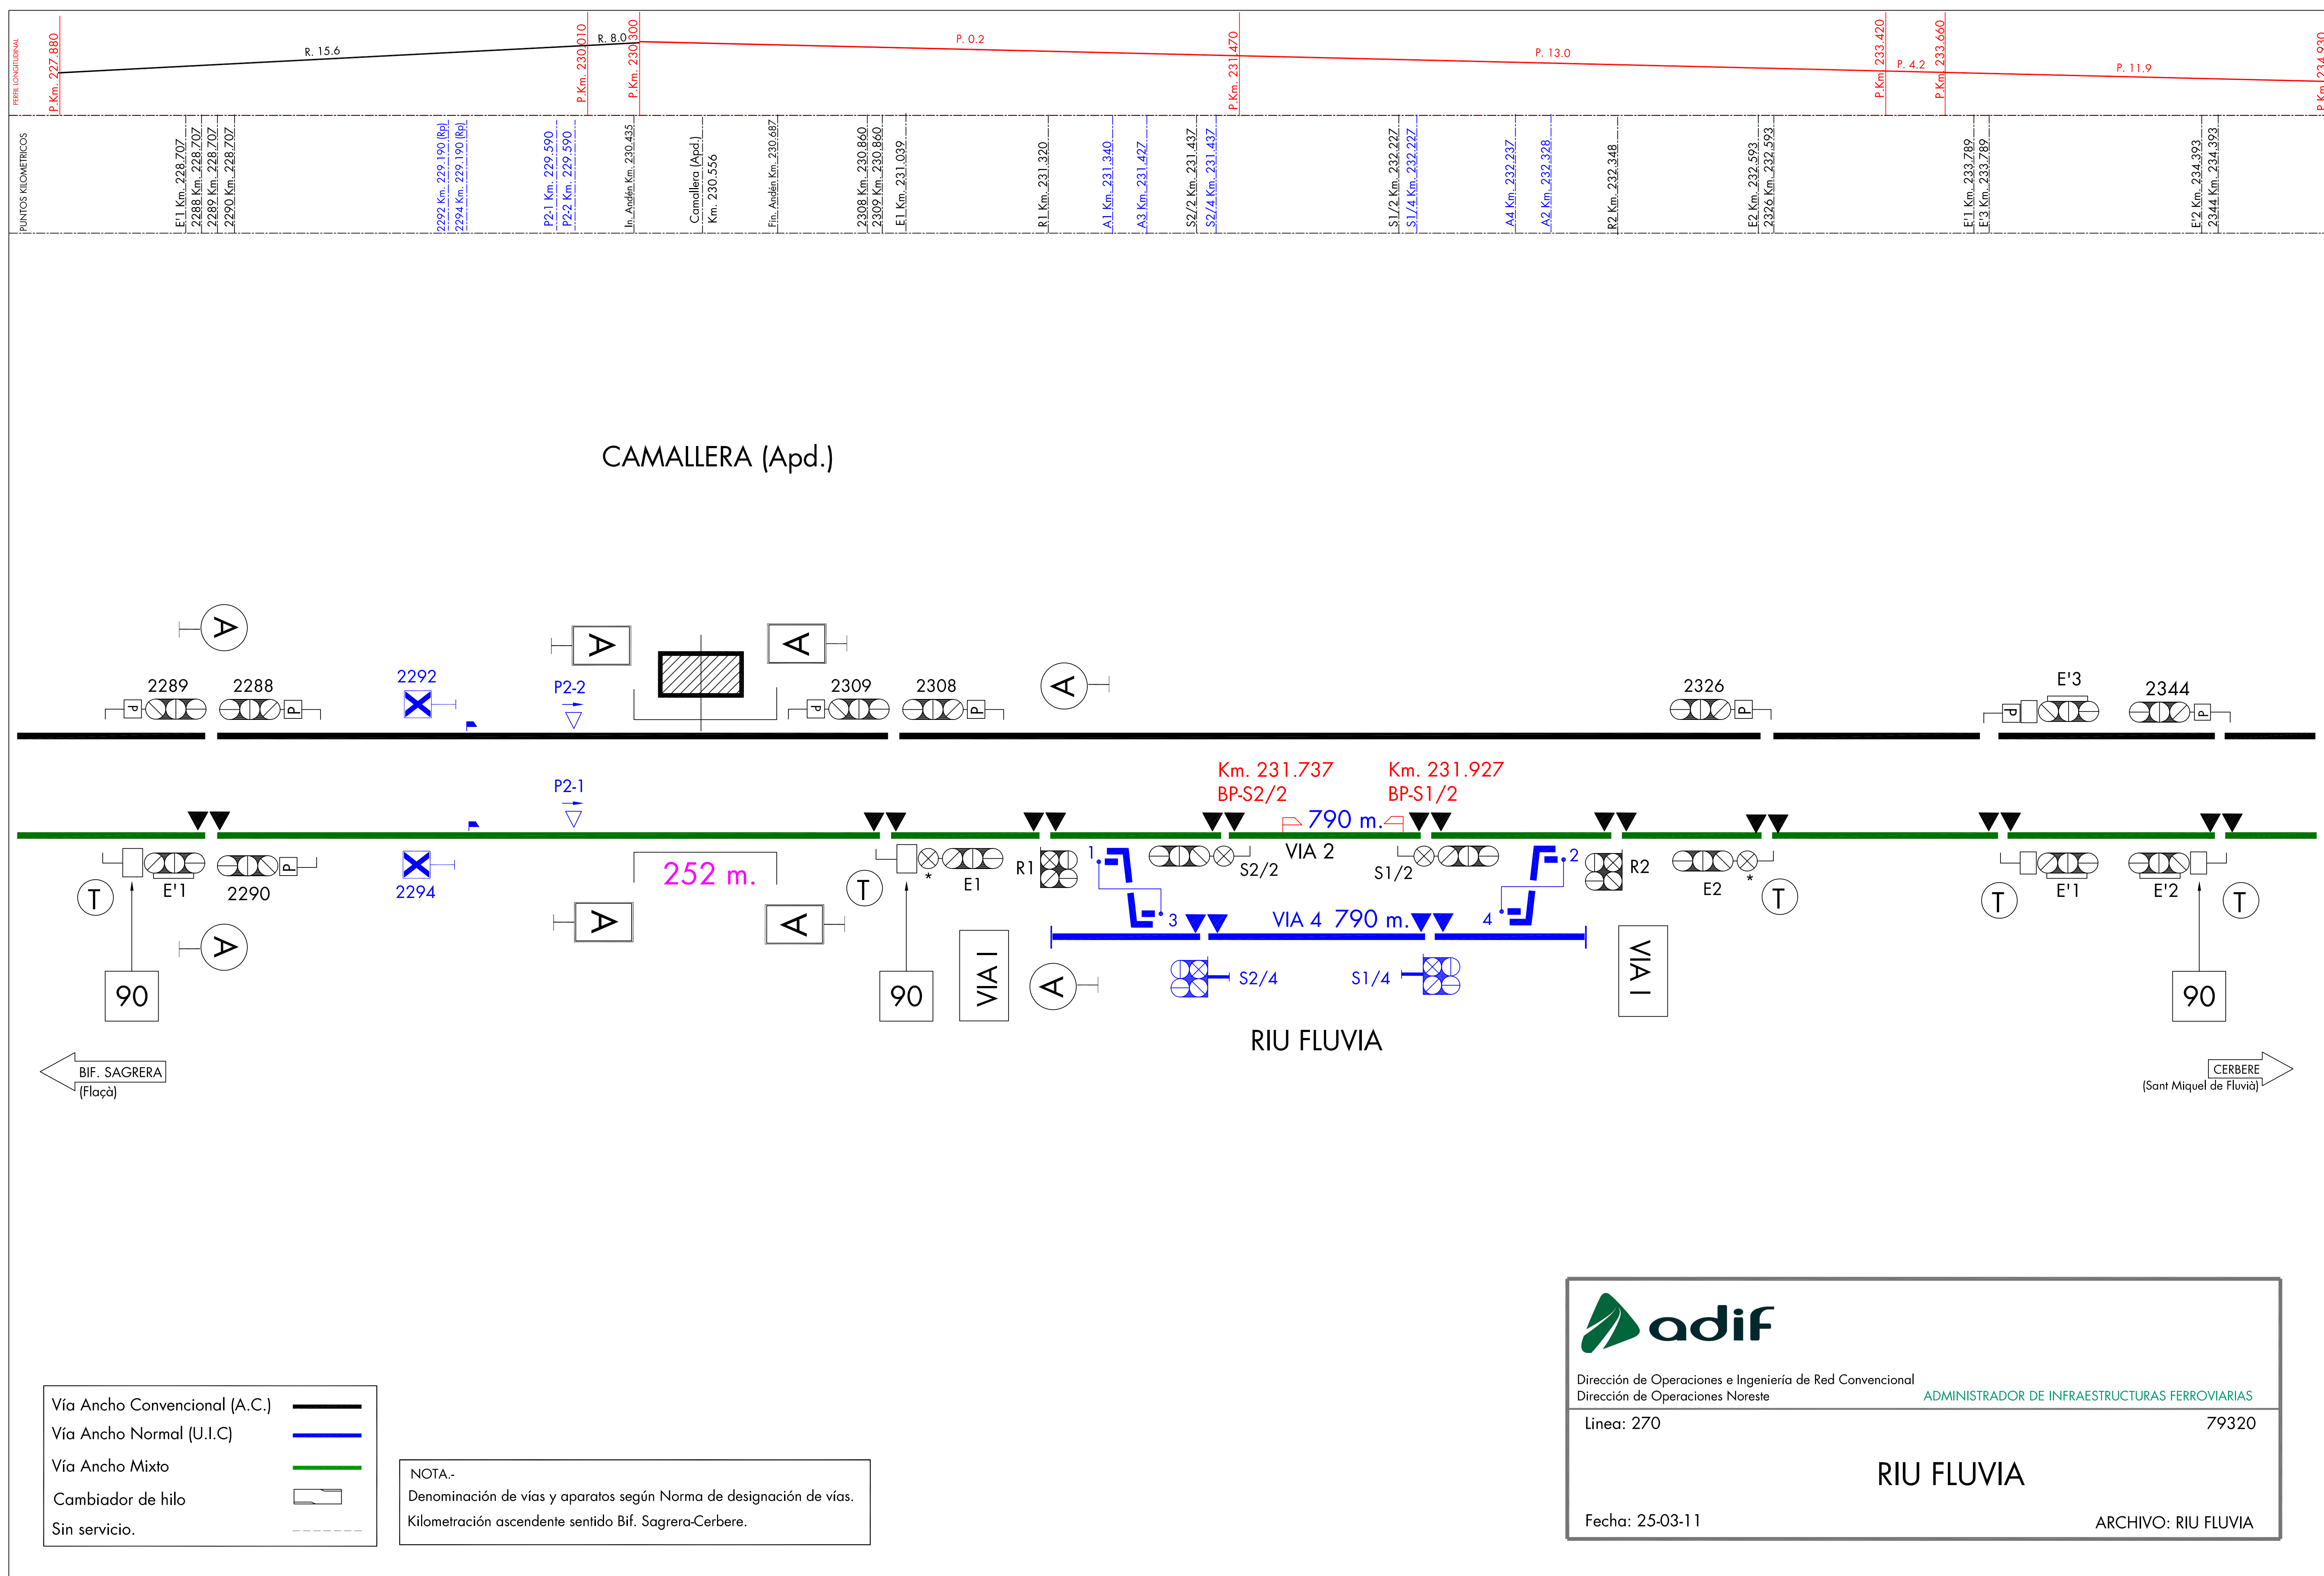 PERFIL LONGITUDINAL
P.Km. 227.880
R. 15.6
P.Km. 230.010
R. 8.0
P.Km. 230.300
P. 0.2
P.Km. 231.470
P. 13.0
P.Km. 233.420
P. 4.2
P.Km. 233.660
P. 11.9
P.Km. 234.930
PUNTOS KILOMETRICOS
E'1 Km. 228.707
2288 Km. 228.707
2289 Km. 228.707
2290 Km. 228.707
2292 Km. 229.190 (Rp)
2294 Km. 229.190 (Rp)
P2-1 Km. 229.590
P2-2 Km. 229.590
In. Andén Km. 230.435
Camallera (Apd.)
Km. 230.556
Fin. Andén Km. 230.687
2308 Km. 230.860
2309 Km. 230.860
E1 Km. 231.039
R1 Km. 231.320
A1 Km. 231.340
A3 Km. 231.427
S2/2 Km. 231.437
S2/4 Km. 231.437
S1/2 Km. 232.227
S1/4 Km. 232.227
A4 Km. 232.237
A2 Km. 232.328
R2 Km. 232.348
E2 Km. 232.593
2326 Km. 232.593
E'1 Km. 233.789
E'3 Km. 233.789
E'2 Km. 234.393
2344 Km. 234.393
CAMALLERA (Apd.)
A
A
A
A
2289
2288
2292
P2-2
2309
2308
2326
E'3
2344
P
P
P
P
P
P
P
P2-1
Km. 231.737
BP-S2/2
Km. 231.927
BP-S1/2
790 m.
VIA 2
E'1
2290
P
2294
252 m.
T
T
* E1
R1
1
3
S2/2
S1/2
2
4
R2
E2 *
T
T
E'1
E'2
T
VIA 4 790 m.
S2/4
S1/4
A
A
A
A
90
90
90
VIA I
VIA I
RIU FLUVIA
BIF. SAGRERA
(Flaçà)
CERBERE
(Sant Miquel de Fluvià)
Vía Ancho Convencional (A.C.)
Vía Ancho Normal (U.I.C)
Vía Ancho Mixto
Cambiador de hilo
Sin servicio.
NOTA.-
Denominación de vías y aparatos según Norma de designación de vías.
Kilometración ascendente sentido Bif. Sagrera-Cerbere.
adif
Dirección de Operaciones e Ingeniería de Red Convencional
Dirección de Operaciones Noreste
ADMINISTRADOR DE INFRAESTRUCTURAS FERROVIARIAS
Linea: 270
79320
RIU FLUVIA
Fecha: 25-03-11
ARCHIVO: RIU FLUVIA